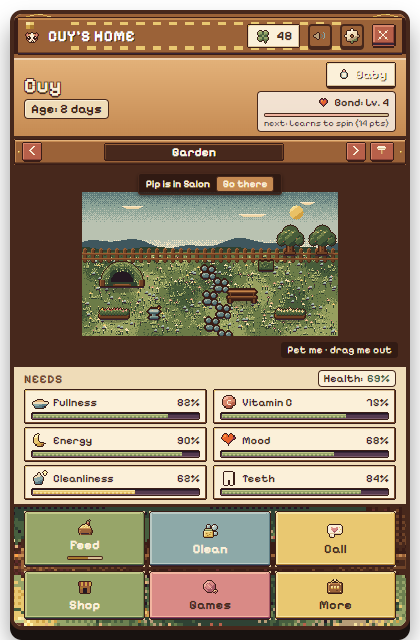 GUY'S HOME
48
Guy
Baby
Age: 2 days
Bond: Lv. 4
next: Learns to spin (14 pts)
Garden
Pip is in Salon
Go there
Pet me · drag me out
NEEDS
Health: 69%
Fullness 82%
Vitamin C 78%
Energy 90%
Mood 68%
Cleanliness 62%
Teeth 84%
Feed
Clean
Call
Shop
Games
More